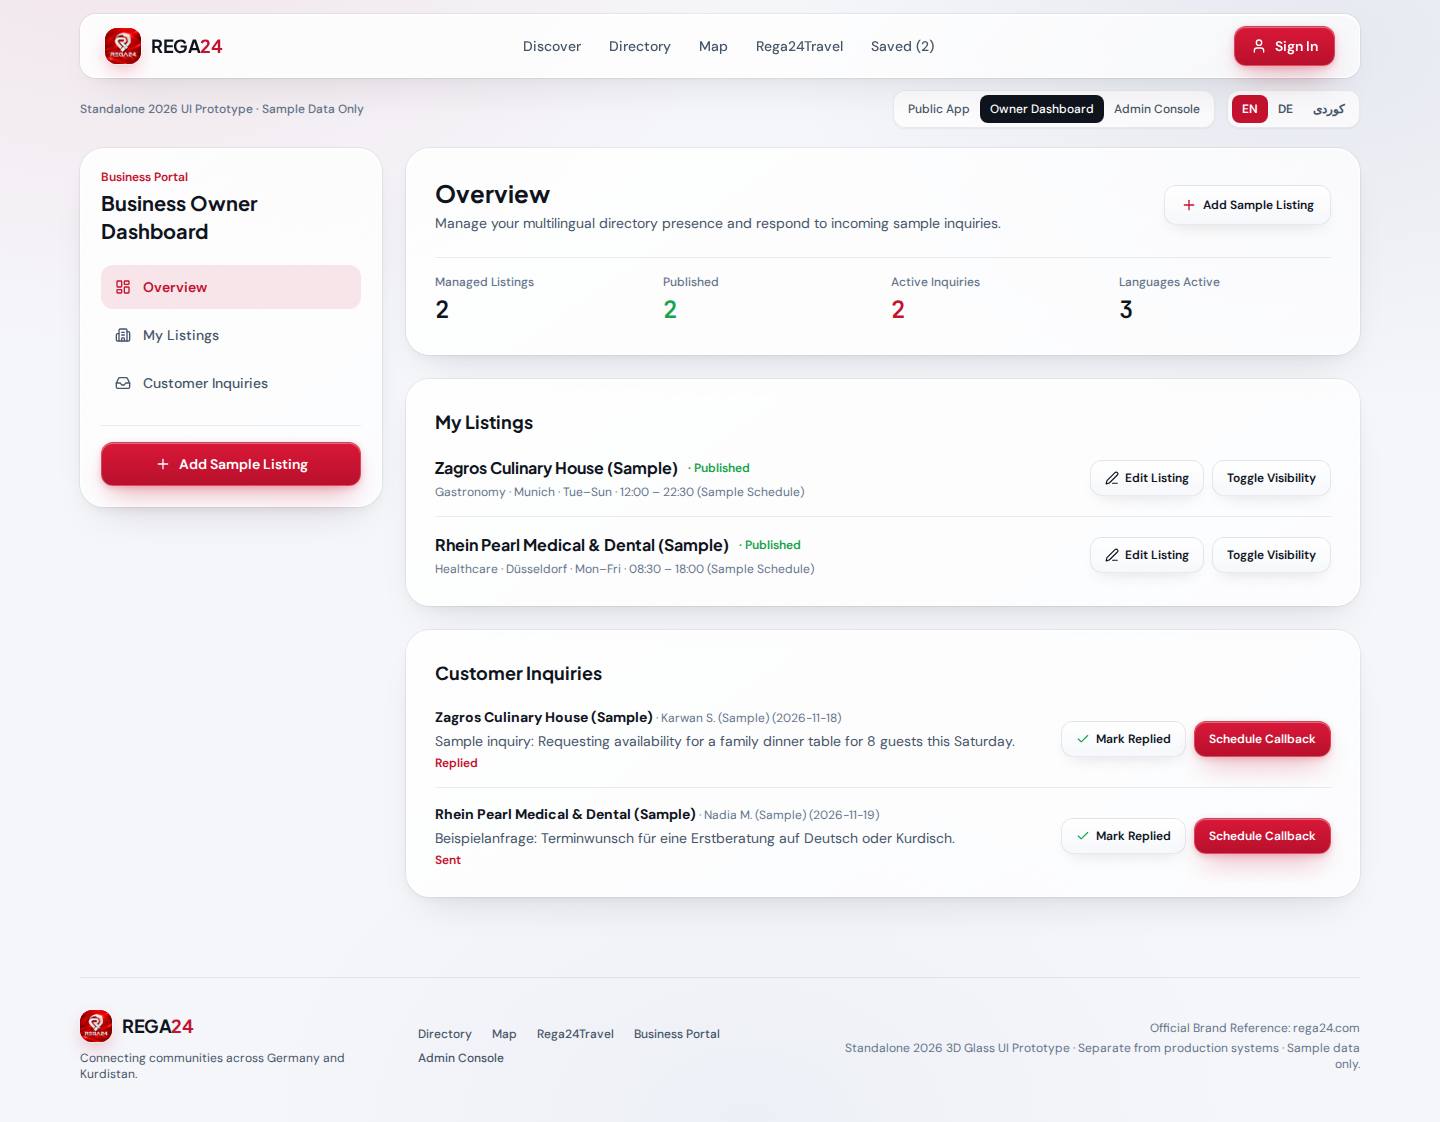 REGA24
REGA24
Discover
Directory
Map
Rega24Travel
Saved (2)
Sign In
Standalone 2026 UI Prototype · Sample Data Only
Public App
Owner Dashboard
Admin Console
EN
DE
کوردی
Business Portal
Business Owner
Dashboard
Overview
My Listings
Customer Inquiries
+ Add Sample Listing
Overview
Manage your multilingual directory presence and respond to incoming sample inquiries.
+ Add Sample Listing
Managed Listings
2
Published
2
Active Inquiries
2
Languages Active
3
My Listings
Zagros Culinary House (Sample) · Published
Gastronomy · Munich · Tue–Sun · 12:00 – 22:30 (Sample Schedule)
Edit Listing
Toggle Visibility
Rhein Pearl Medical & Dental (Sample) · Published
Healthcare · Düsseldorf · Mon–Fri · 08:30 – 18:00 (Sample Schedule)
Edit Listing
Toggle Visibility
Customer Inquiries
Zagros Culinary House (Sample) · Karwan S. (Sample) (2026-11-18)
Sample inquiry: Requesting availability for a family dinner table for 8 guests this Saturday.
Replied
Mark Replied
Schedule Callback
Rhein Pearl Medical & Dental (Sample) · Nadia M. (Sample) (2026-11-19)
Beispielanfrage: Terminwunsch für eine Erstberatung auf Deutsch oder Kurdisch.
Sent
Mark Replied
Schedule Callback
REGA24
REGA24
Connecting communities across Germany and
Kurdistan.
Directory
Map
Rega24Travel
Business Portal
Admin Console
Official Brand Reference: rega24.com
Standalone 2026 3D Glass UI Prototype · Separate from production systems · Sample data
only.